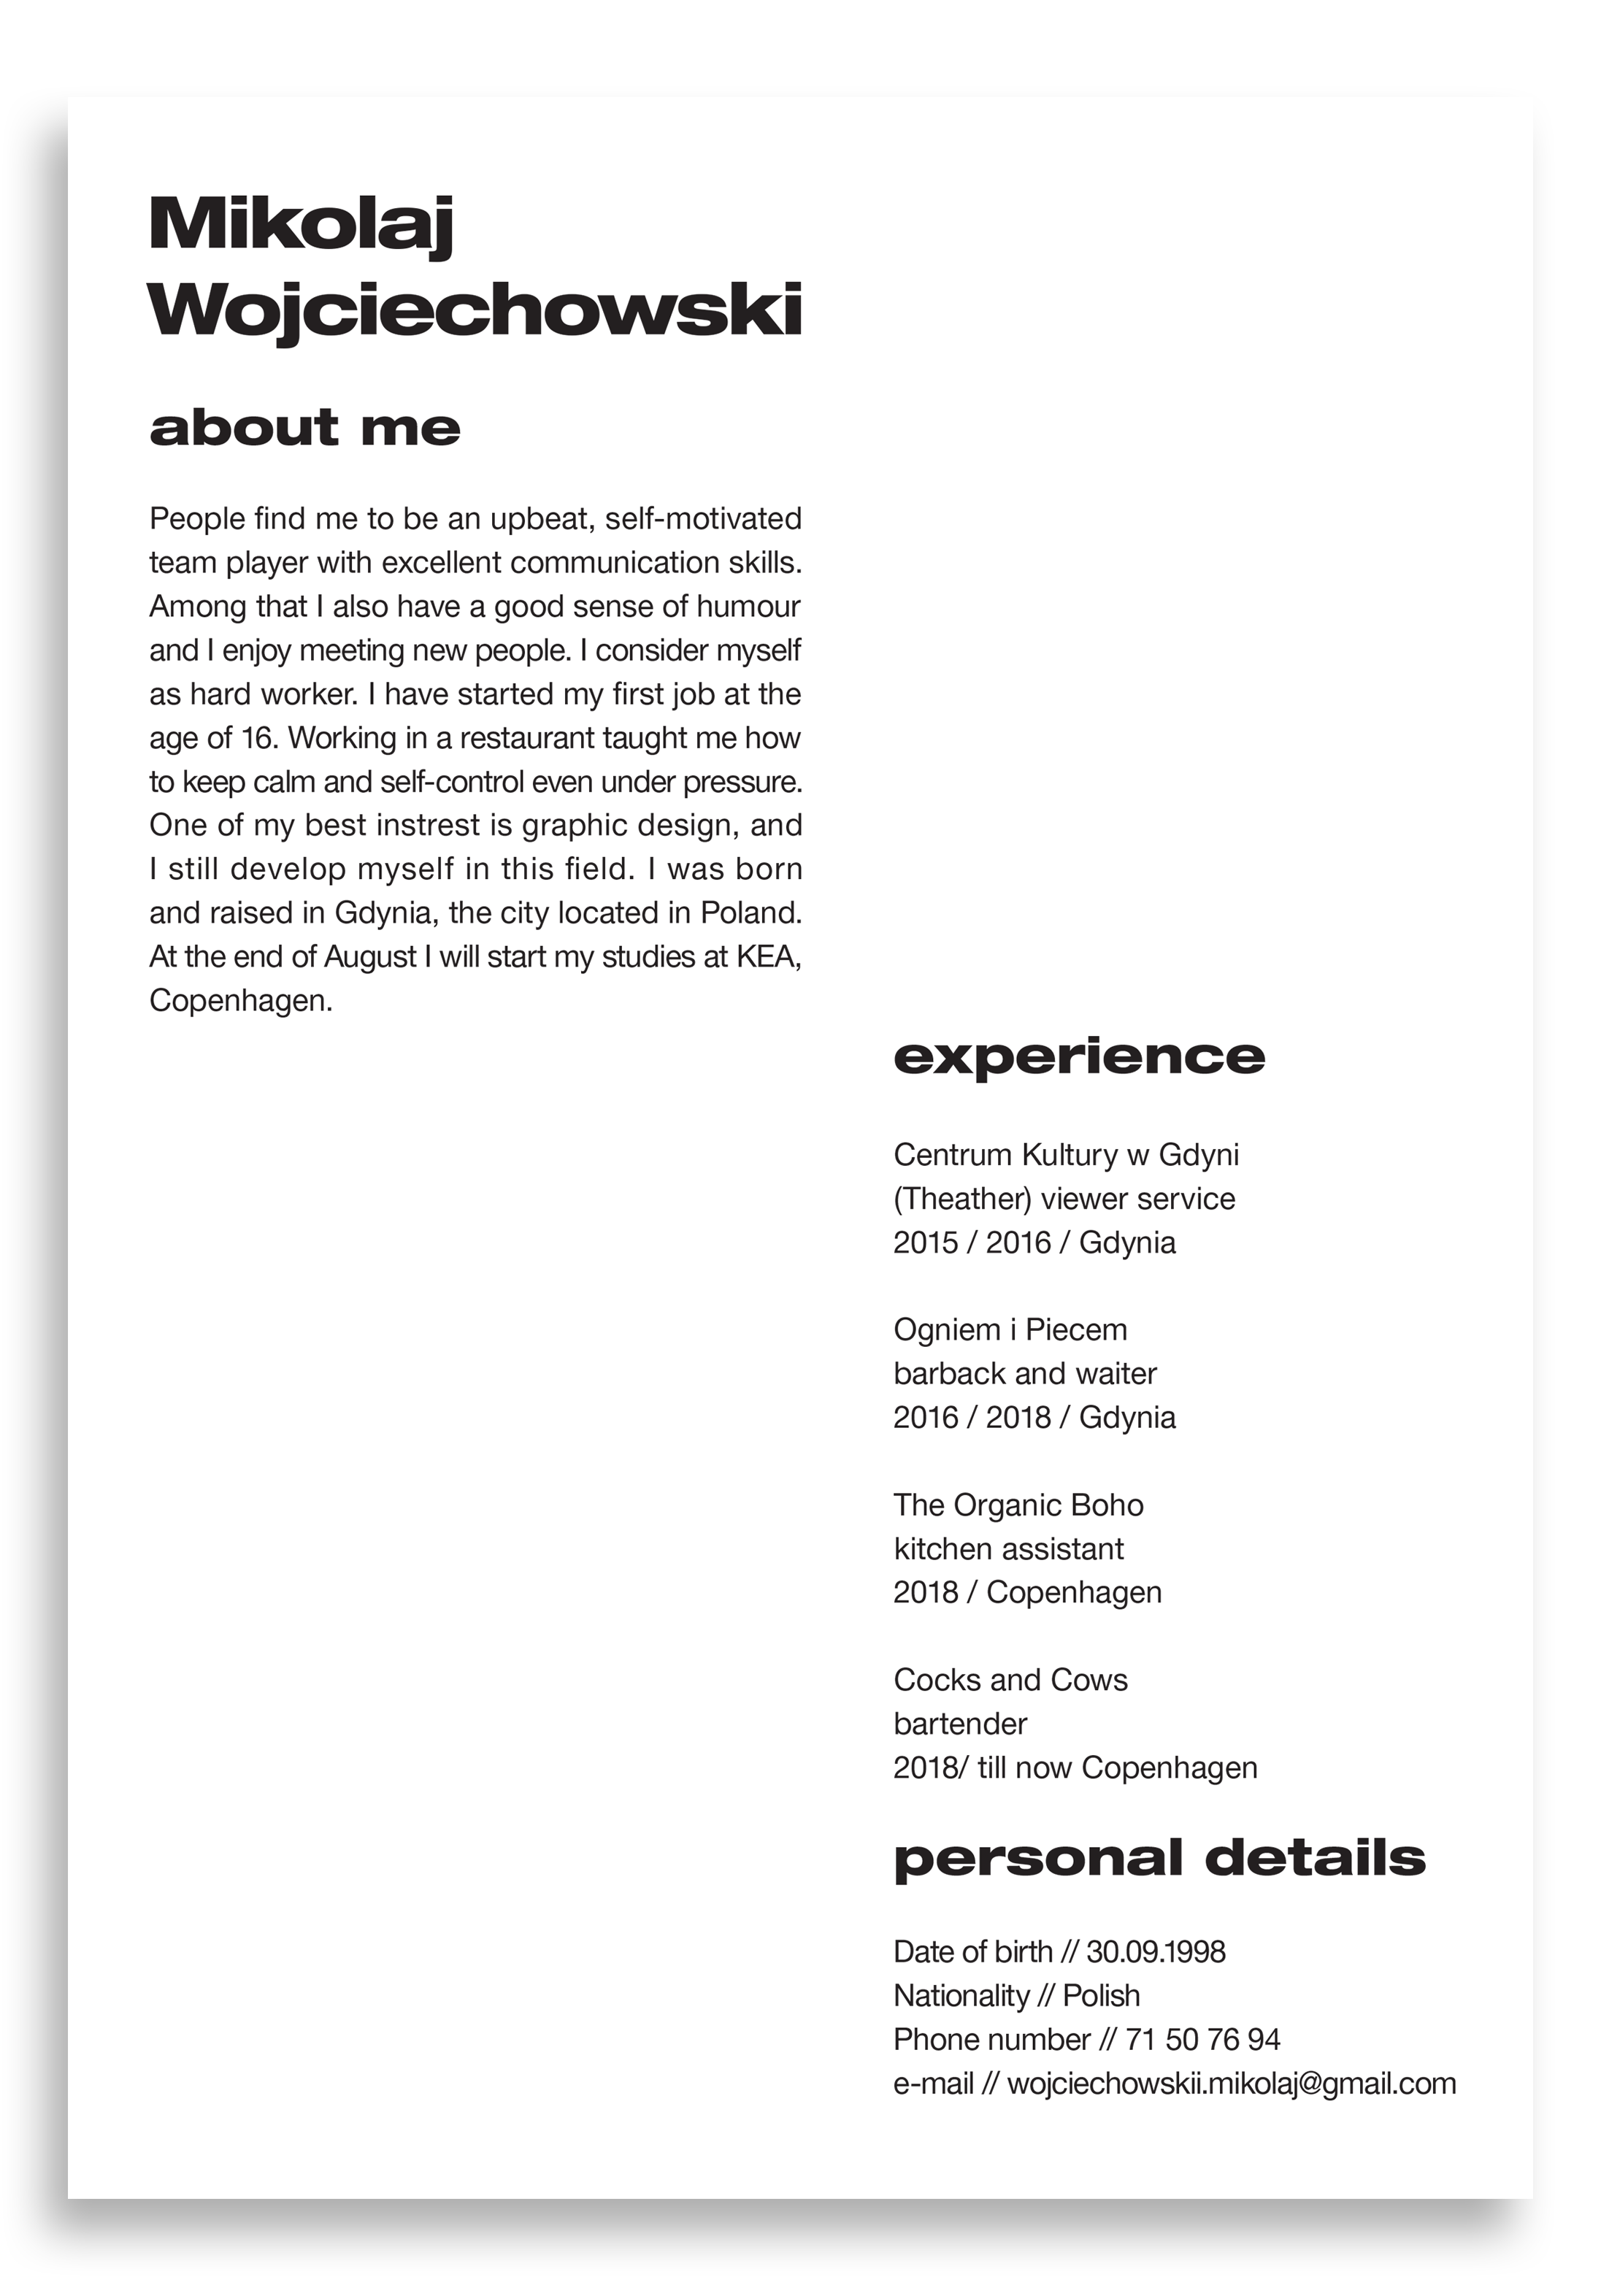 Mikolaj
Wojciechowski
about me
People find me to be an upbeat, self-motivated
team player with excellent communication skills.
Among that I also have a good sense of humour
and I enjoy meeting new people. I consider myself
as hard worker. I have started my first job at the
age of 16. Working in a restaurant taught me how
to keep calm and self-control even under pressure.
One of my best instrest is graphic design, and
I still develop myself in this field. I was born
and raised in Gdynia, the city located in Poland.
At the end of August I will start my studies at KEA,
Copenhagen.
experience
Centrum Kultury w Gdyni
(Theather) viewer service
2015 / 2016 / Gdynia
Ogniem i Piecem
barback and waiter
2016 / 2018 / Gdynia
The Organic Boho
kitchen assistant
2018 / Copenhagen
Cocks and Cows
bartender
2018/ till now Copenhagen
personal details
Date of birth // 30.09.1998
Nationality // Polish
Phone number // 71 50 76 94
e-mail // wojciechowskii.mikolaj@gmail.com